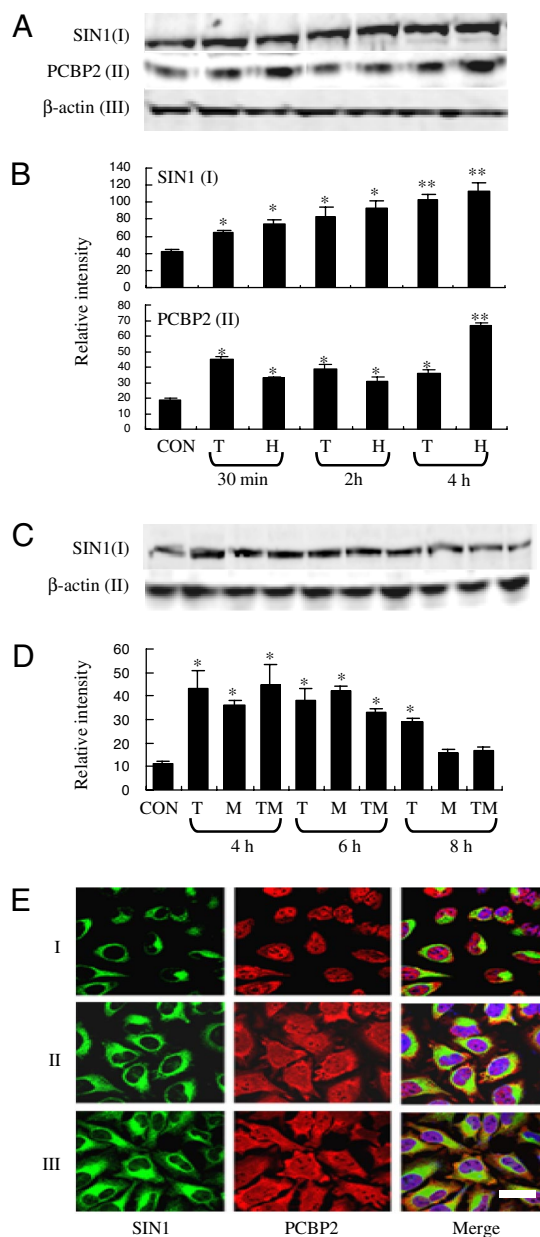 A
SIN1(I)
PCBP2 (II)
β-actin (III)
B
Relative intensity
140
120
100
80
60
40
20
0
SIN1 (I)
* * * * ** **
80
70
60
50
40
30
20
10
0
PCBP2 (II)
* * * * * **
CON T H T H T H
30 min 2h 4 h
C
SIN1(I)
β-actin (II)
D
Relative intensity
60
50
40
30
20
10
0
* * * * * * *
CON T M TM T M TM T M TM
4 h 6 h 8 h
E
I
II
III
SIN1 PCBP2 Merge